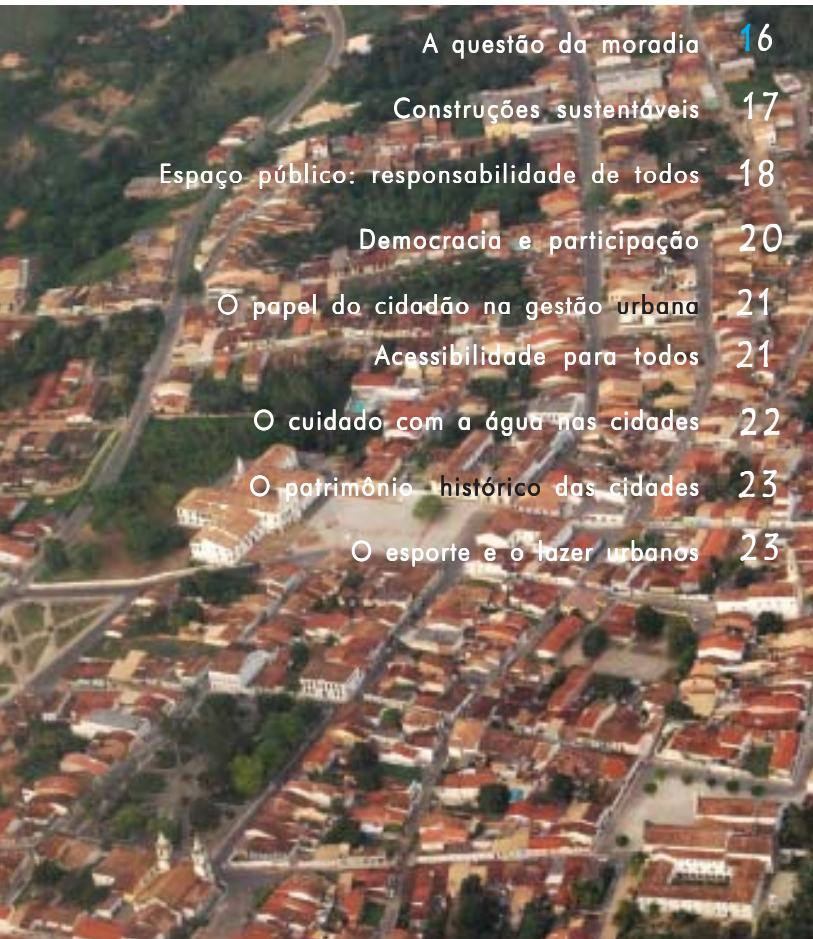 A questão da moradia 16
Construções sustentáveis 17
Espaço público: responsabilidade de todos 18
Democracia e participação 20
O papel do cidadão na gestão urbana 21
Acessibilidade para todos 21
O cuidado com a água nas cidades 22
O patrimônio histórico das cidades 23
O esporte e o lazer urbanos 23